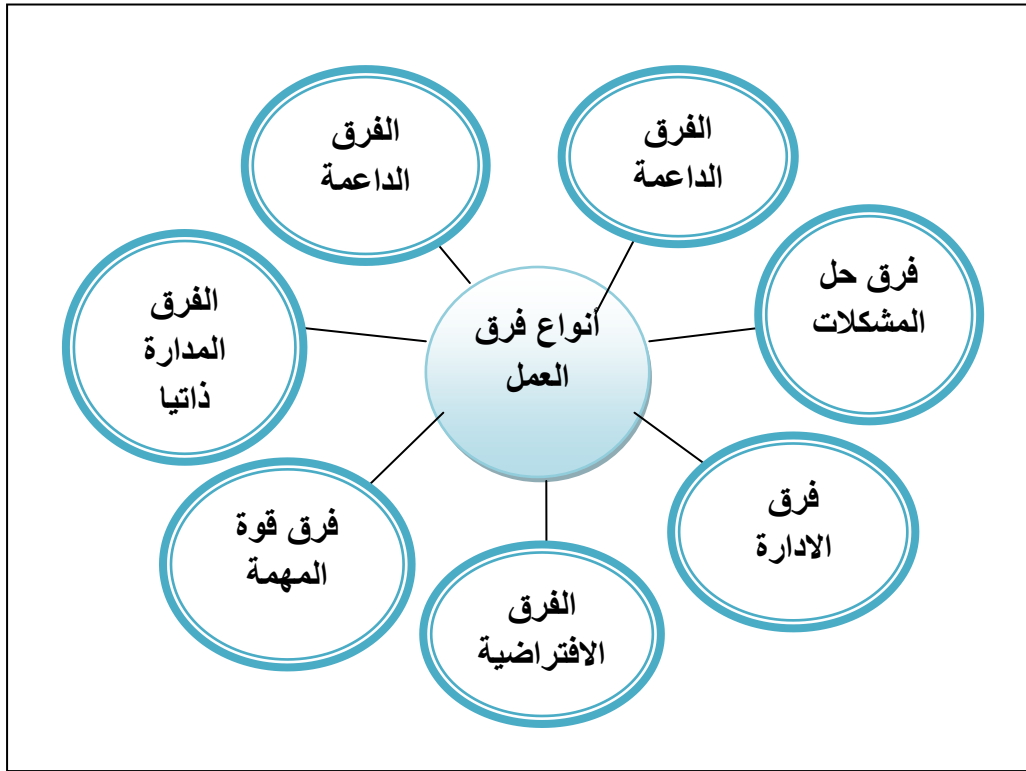 الفرق
الداعمة
الفرق
الداعمة
فرق حل
المشكلات
الفرق
المدارة
ذاتيا
أنواع فرق
العمل
فرق
الادارة
فرق قوة
المهمة
الفرق
الافتراضية